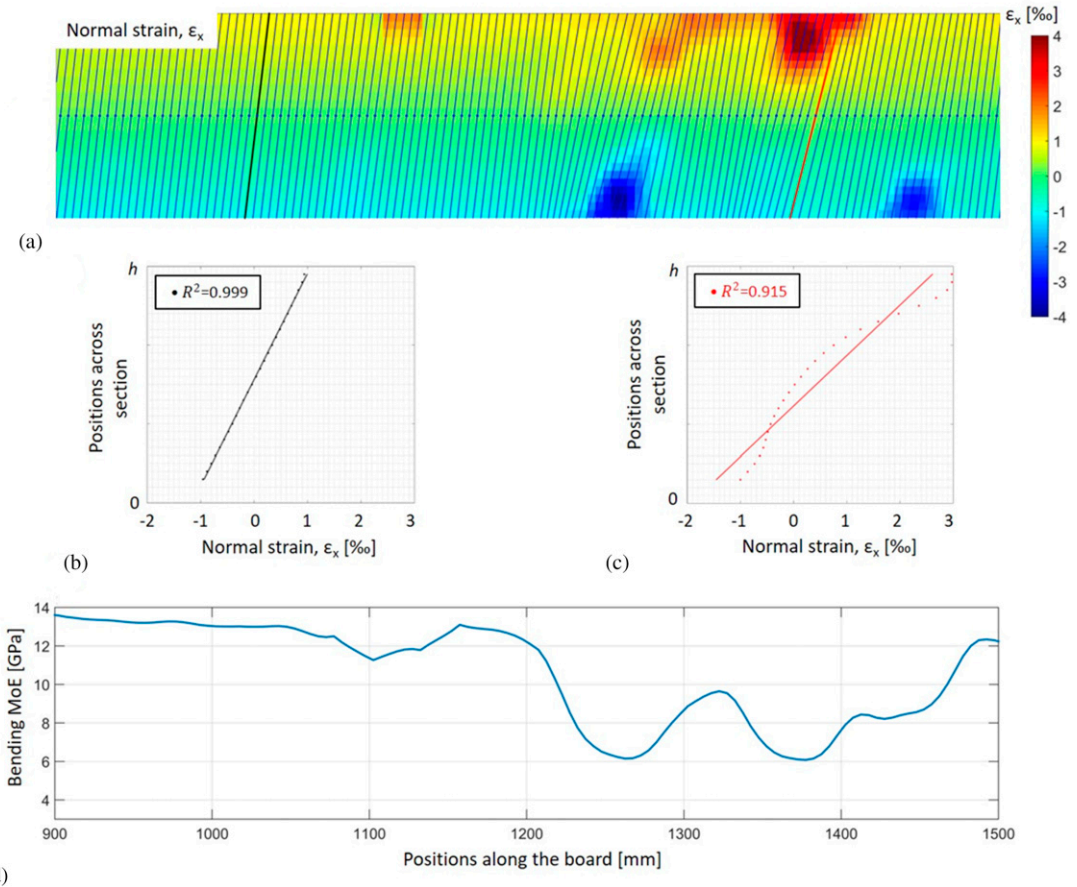 Normal strain, εx
εx [‰]
4
3
2
1
0
-1
-2
-3
-4
(a)
h
R²=0.999
Positions across
section
0
-2 -1 0 1 2 3
Normal strain, εx [‰]
(b)
h
R²=0.915
Positions across
section
0
-2 -1 0 1 2 3
Normal strain, εx [‰]
(c)
14
12
10
8
6
4
Bending MoE [GPa]
900 1000 1100 1200 1300 1400 1500
Positions along the board [mm]
)